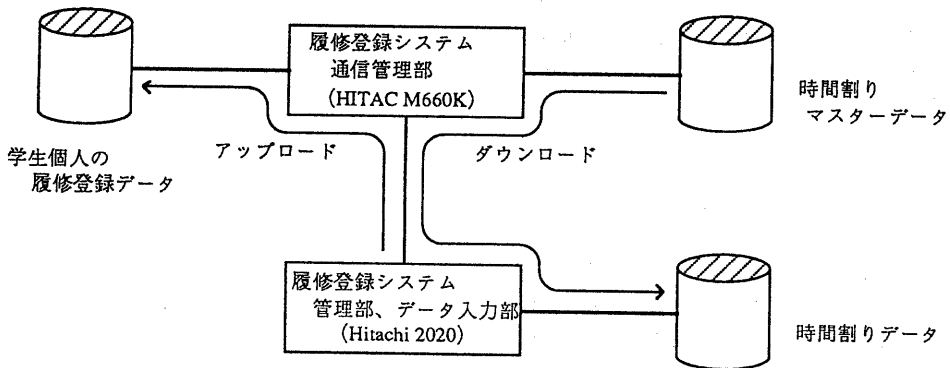 履修登録システム
通信管理部
(HITAC M660K)
時間割り
マスターデータ
アップロード
ダウンロード
学生個人の
履修登録データ
履修登録システム
管理部、データ入力部
(Hitachi 2020)
時間割りデータ